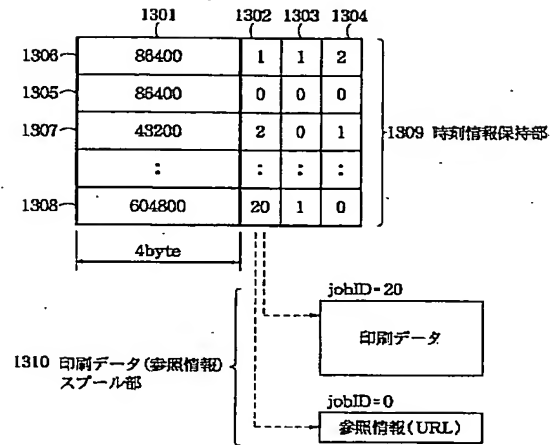 1301 1302 1303 1304
1306 86400 1 1 2
1305 86400 0 0 0
1307 43200 2 0 1
: : : :
1308 604800 20 1 0
1309 時刻情報保持部
4byte
jobID=20
印刷データ
1310 印刷データ(参照情報)
スプール部
jobID=0
参照情報(URL)